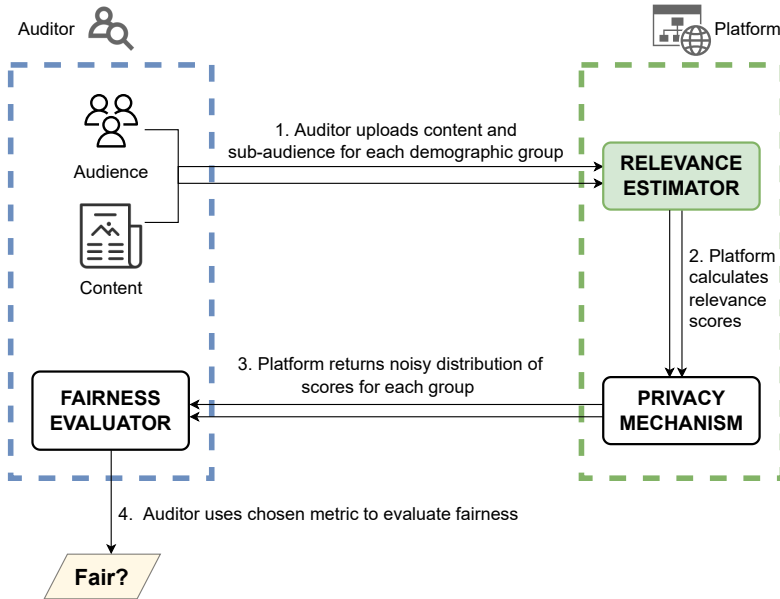 Auditor
Platform
1. Auditor uploads content and
sub-audience for each demographic group
Audience
RELEVANCE
ESTIMATOR
Content
2. Platform
calculates
relevance
scores
3. Platform returns noisy distribution of
scores for each group
FAIRNESS
EVALUATOR
PRIVACY
MECHANISM
4. Auditor uses chosen metric to evaluate fairness
Fair?